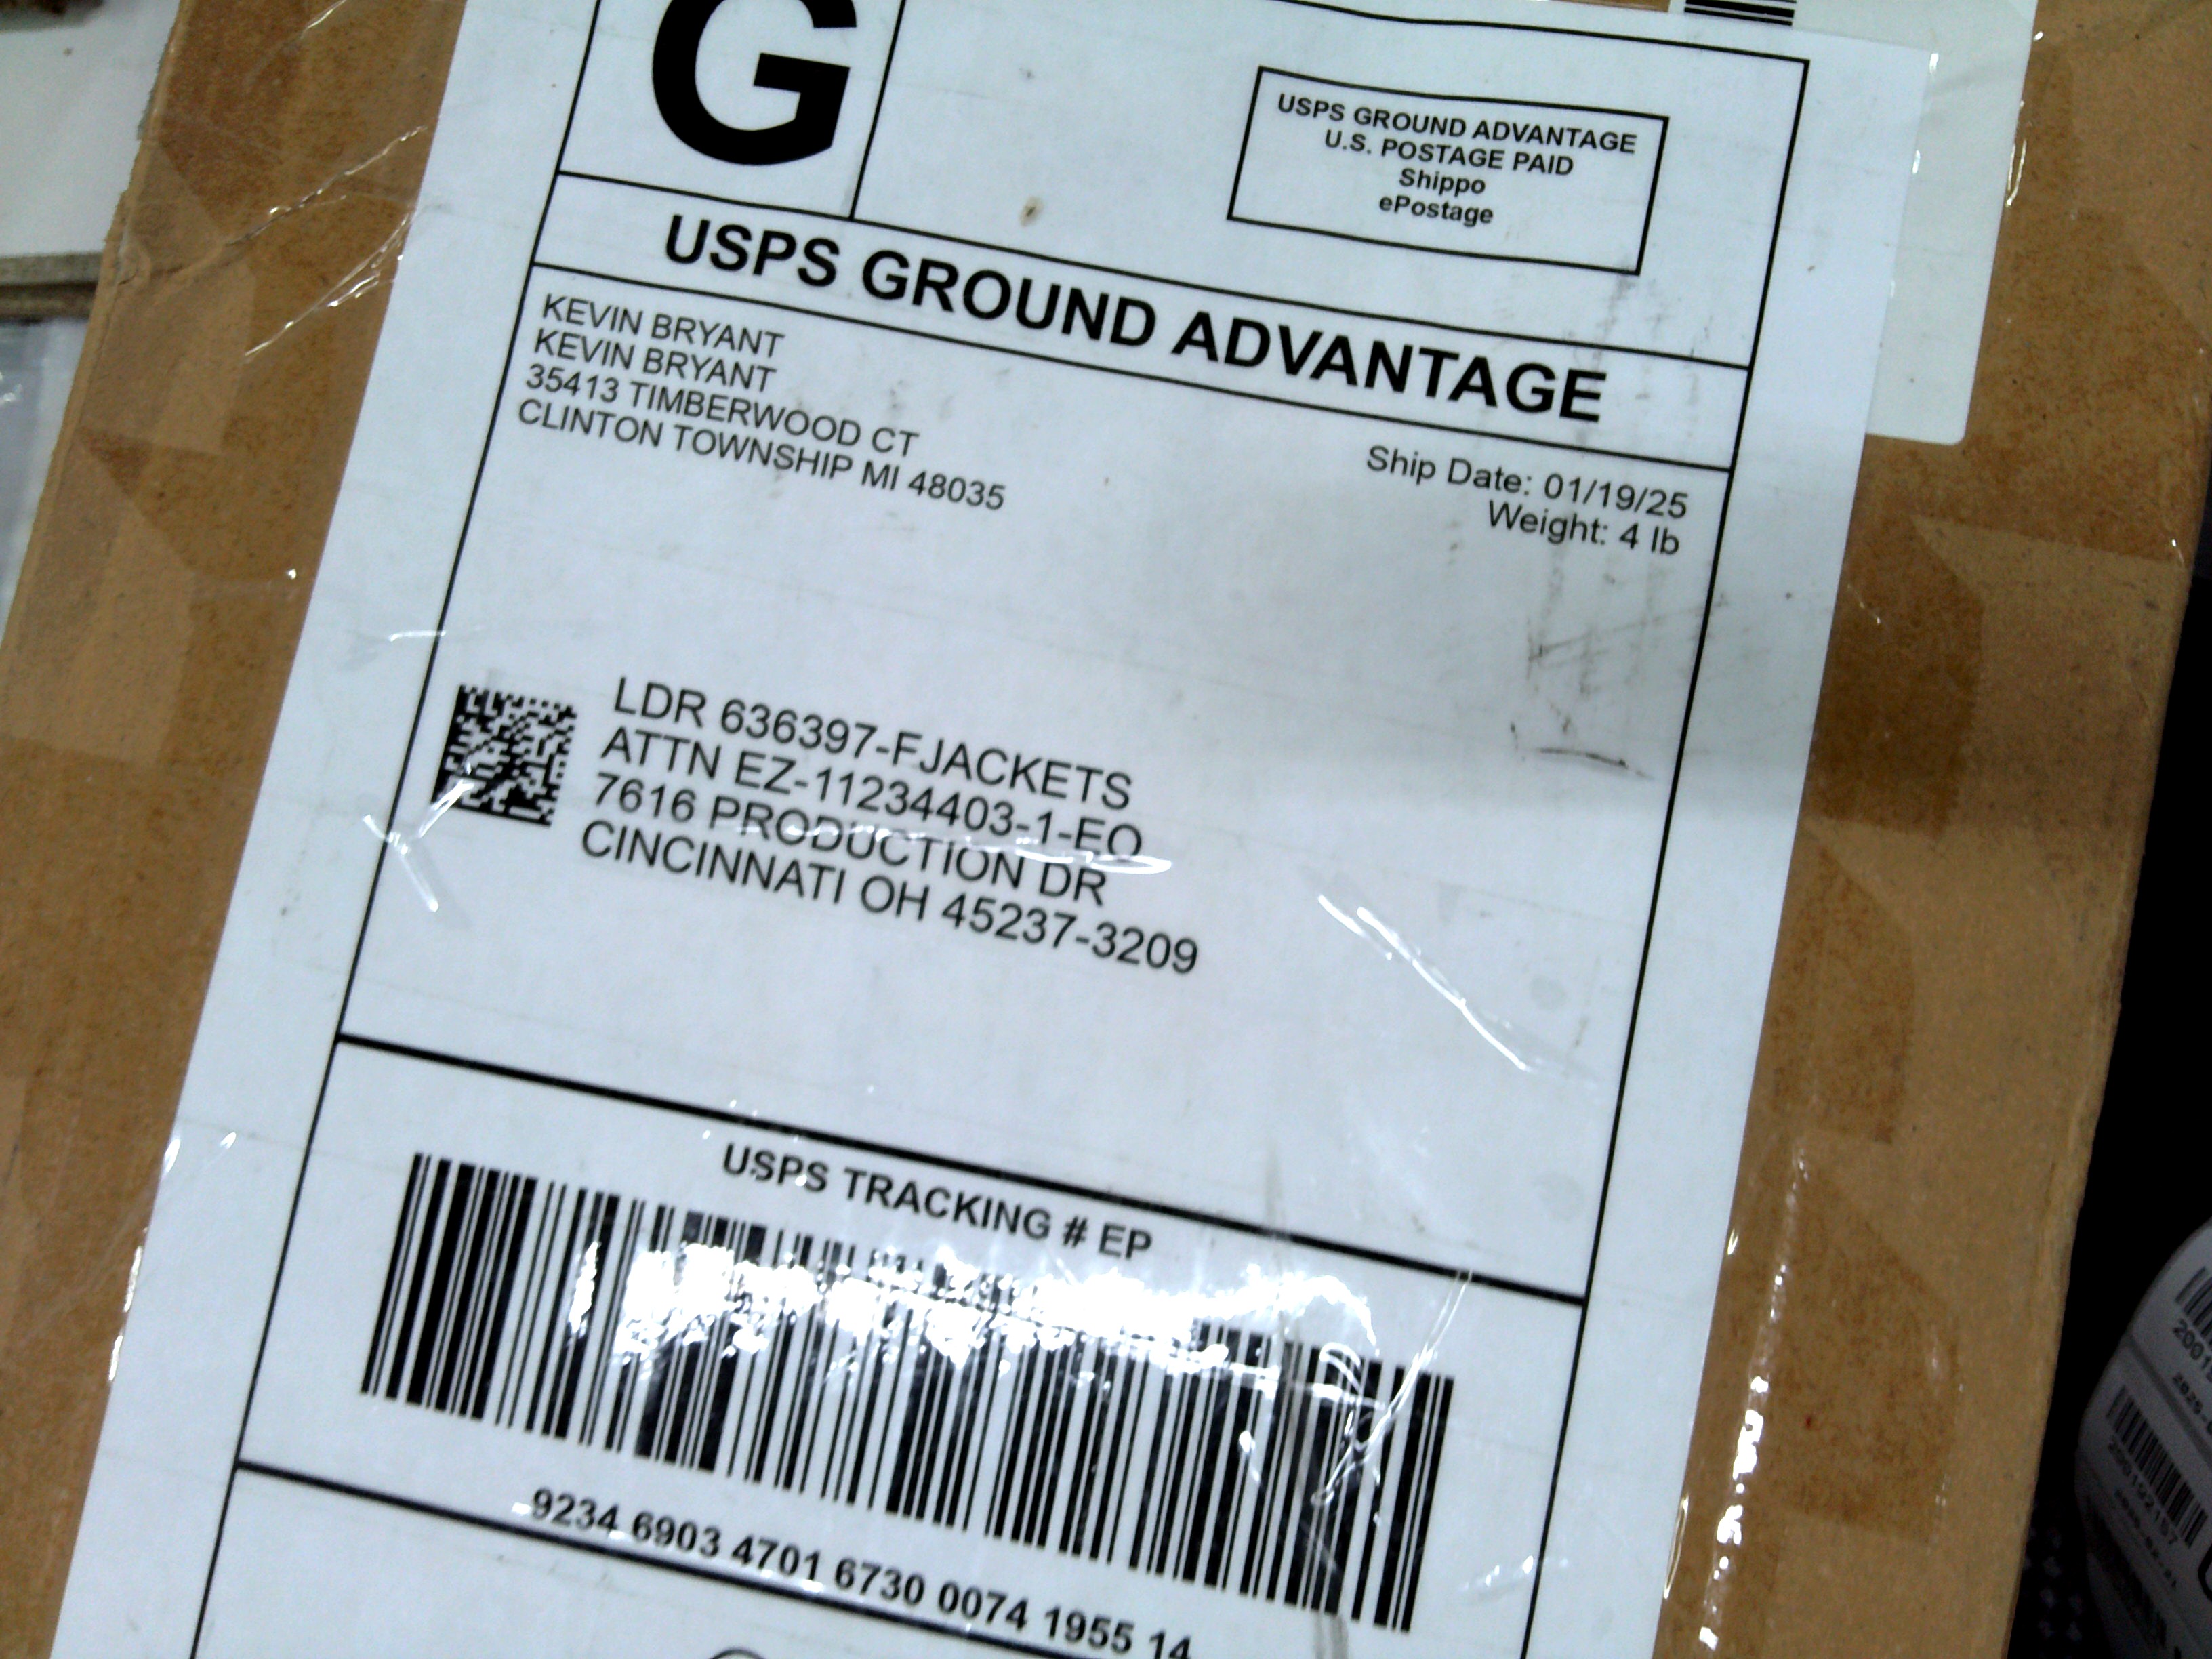 G
USPS GROUND ADVANTAGE
U.S. POSTAGE PAID
Shippo
ePostage
USPS GROUND ADVANTAGE
KEVIN BRYANT
KEVIN BRYANT
35413 TIMBERWOOD CT
CLINTON TOWNSHIP MI 48035
Ship Date: 01/19/25
Weight: 4 lb
LDR 636397-FJACKETS
ATTN EZ-11234403-1-EO
7616 PRODUCTION DR
CINCINNATI OH 45237-3209
USPS TRACKING # EP
9234 6903 4701 6730 0074 1955 14